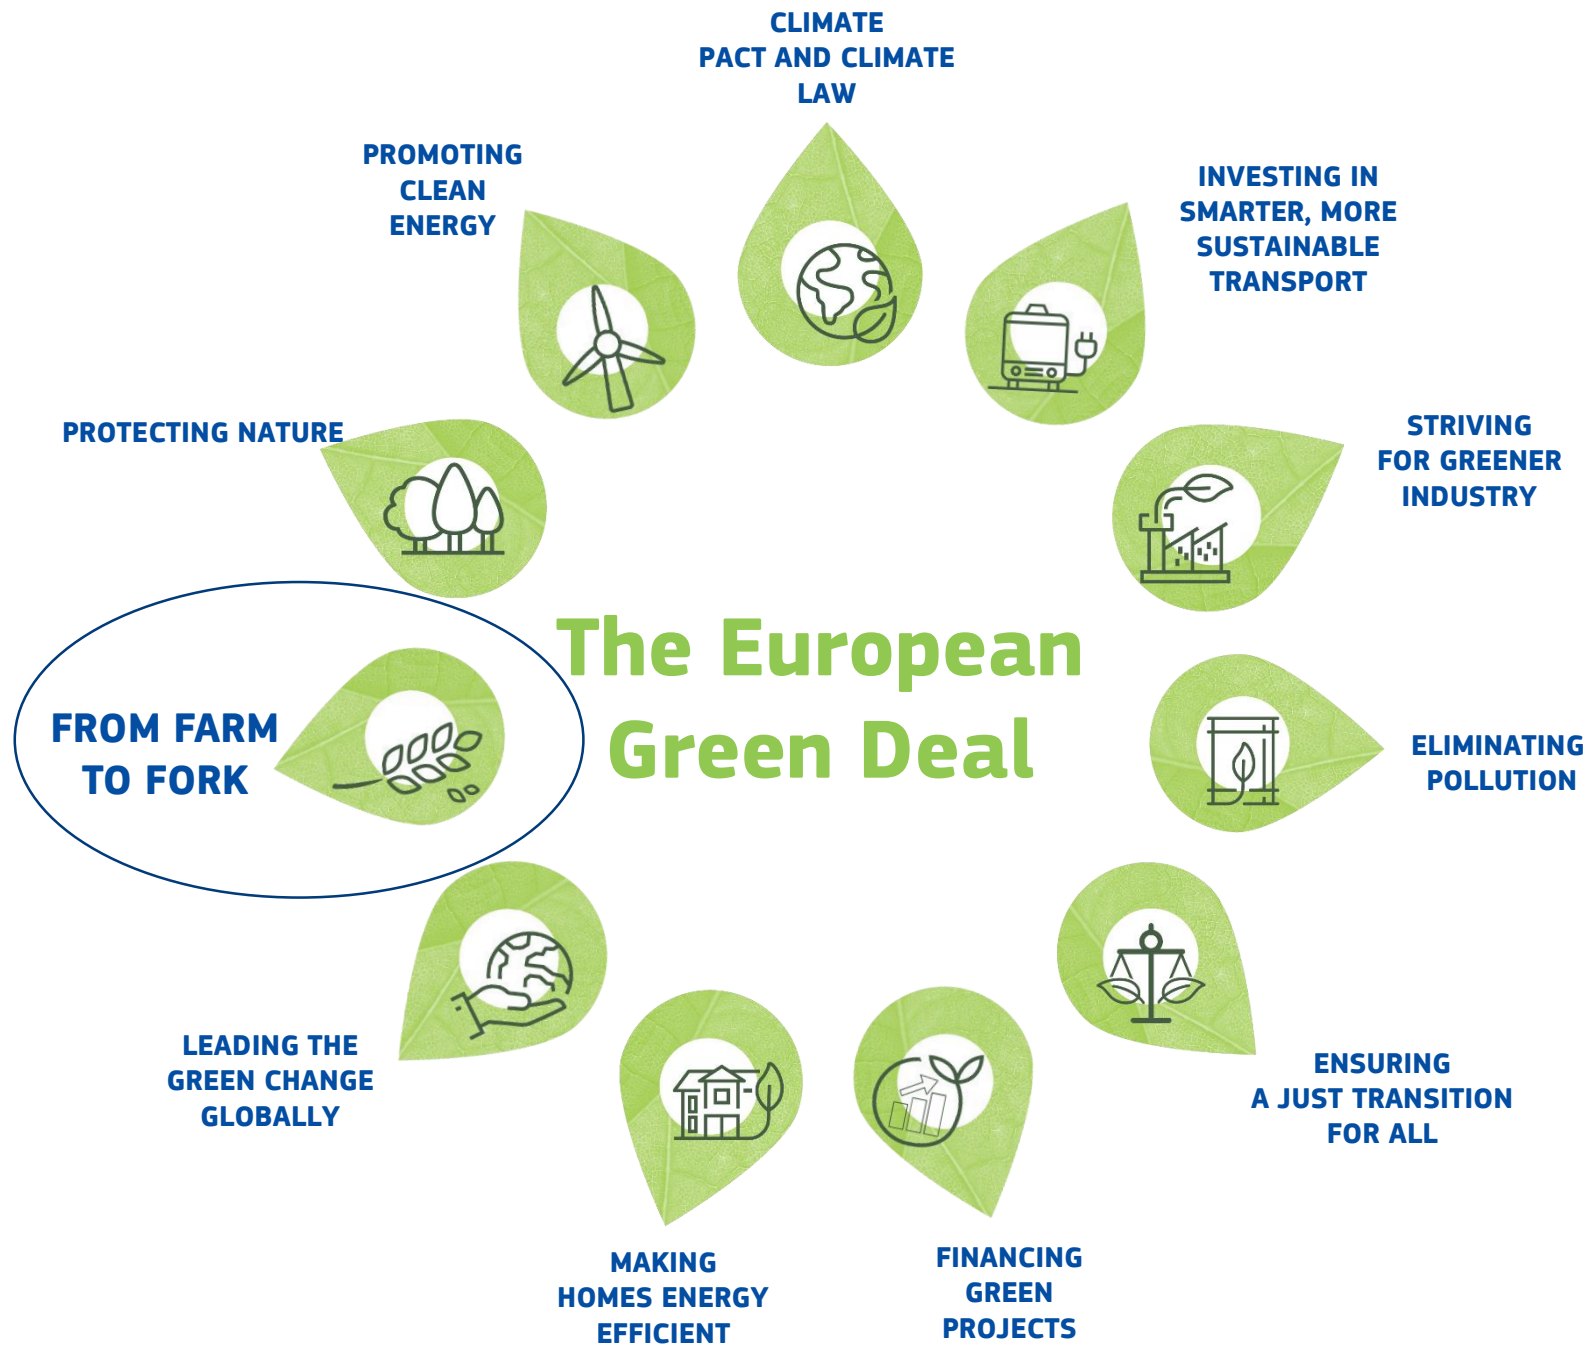 CLIMATE
PACT AND CLIMATE
LAW
PROMOTING
CLEAN
ENERGY
INVESTING IN
SMARTER, MORE
SUSTAINABLE
TRANSPORT
PROTECTING NATURE
STRIVING
FOR GREENER
INDUSTRY
The European
Green Deal
FROM FARM
TO FORK
ELIMINATING
POLLUTION
LEADING THE
GREEN CHANGE
GLOBALLY
ENSURING
A JUST TRANSITION
FOR ALL
MAKING
HOMES ENERGY
EFFICIENT
FINANCING
GREEN
PROJECTS